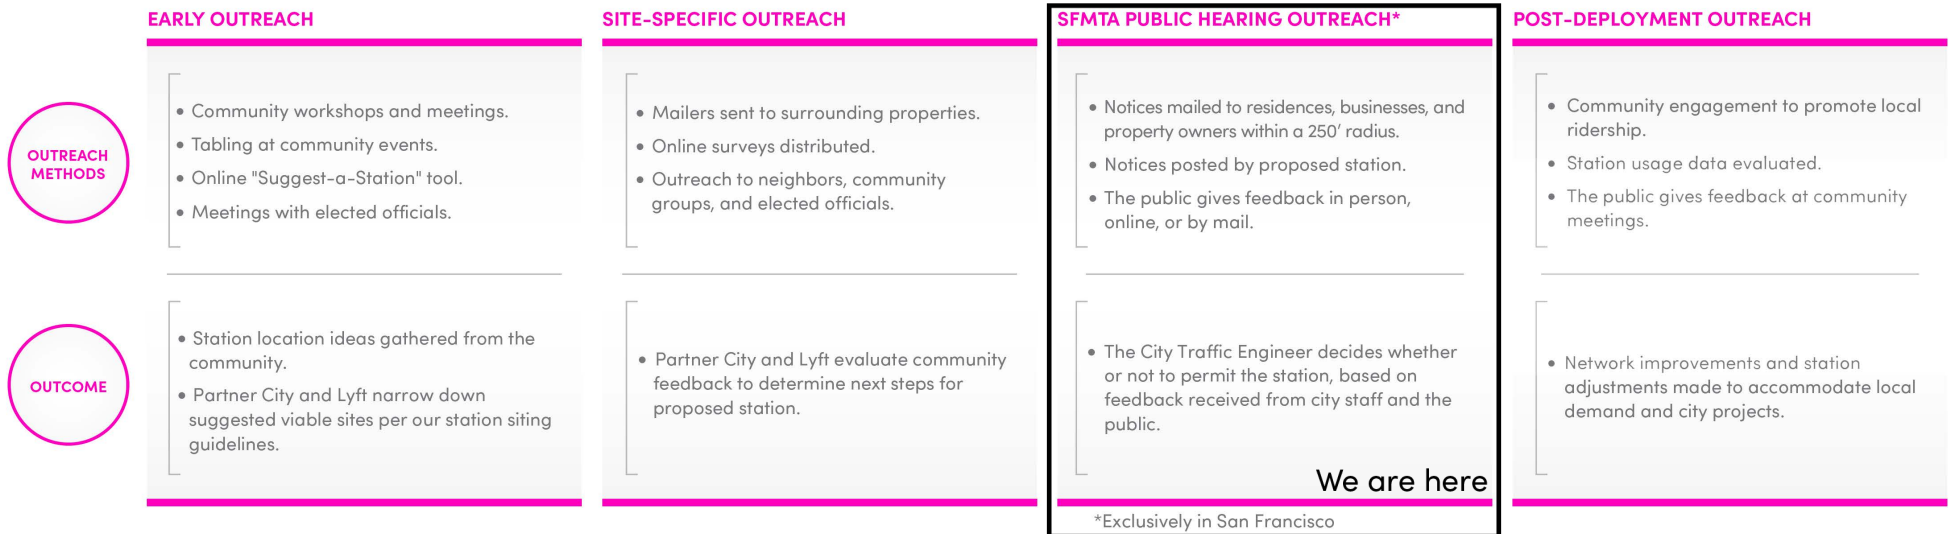 EARLY OUTREACH
SITE-SPECIFIC OUTREACH
SFMTA PUBLIC HEARING OUTREACH*
POST-DEPLOYMENT OUTREACH
OUTREACH
METHODS
• Community workshops and meetings.
• Tabling at community events.
• Online "Suggest-a-Station" tool.
• Meetings with elected officials.
• Mailers sent to surrounding properties.
• Online surveys distributed.
• Outreach to neighbors, community
groups, and elected officials.
• Notices mailed to residences, businesses, and
property owners within a 250' radius.
• Notices posted by proposed station.
• The public gives feedback in person,
online, or by mail.
• Community engagement to promote local
ridership.
• Station usage data evaluated.
• The public gives feedback at community
meetings.
OUTCOME
• Station location ideas gathered from the
community.
• Partner City and Lyft narrow down
suggested viable sites per our station siting
guidelines.
• Partner City and Lyft evaluate community
feedback to determine next steps for
proposed station.
• The City Traffic Engineer decides whether
or not to permit the station, based on
feedback received from city staff and the
public.
We are here
*Exclusively in San Francisco
• Network improvements and station
adjustments made to accommodate local
demand and city projects.